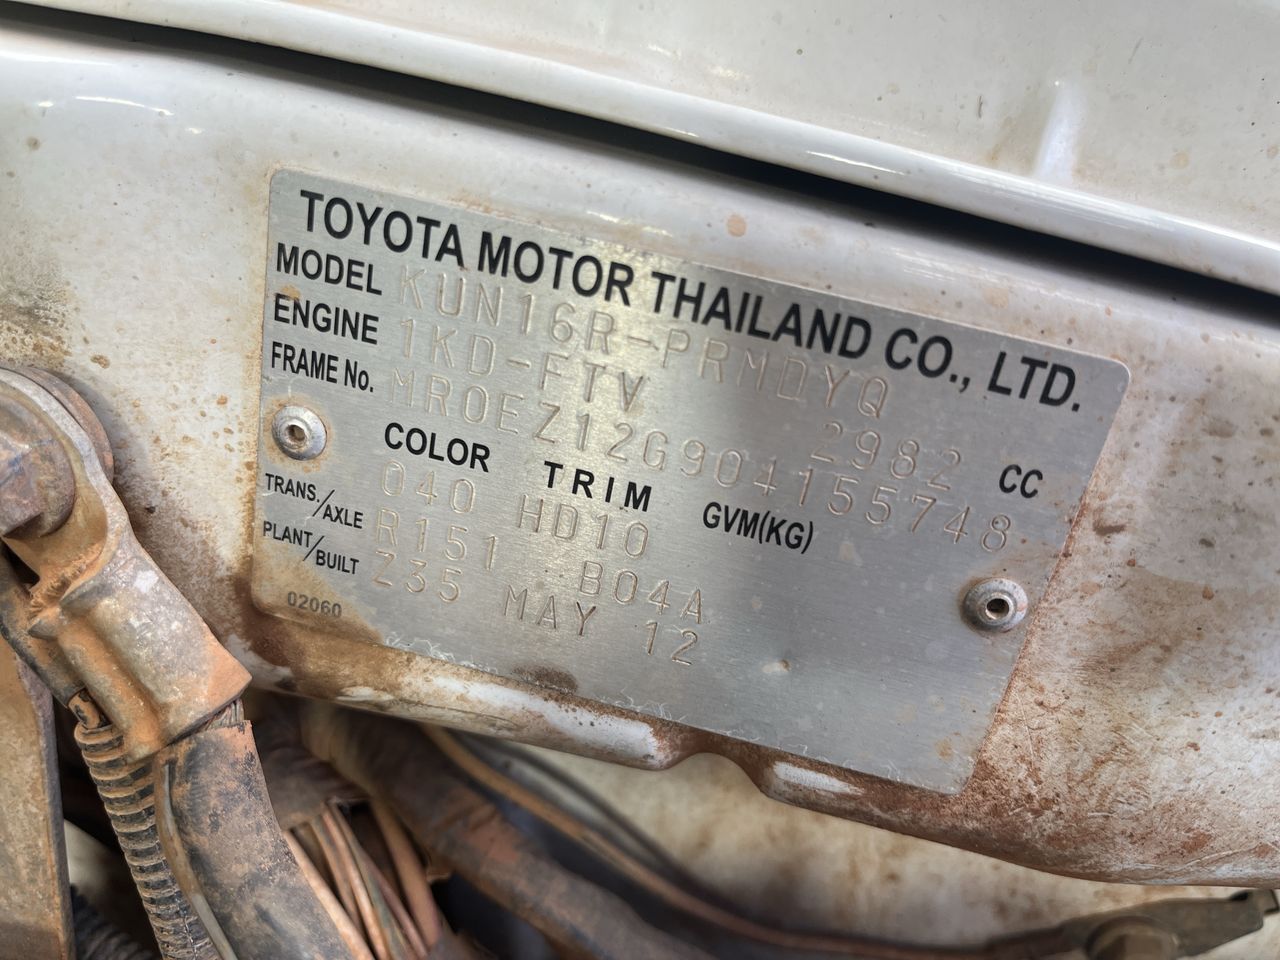 TOYOTA MOTOR THAILAND CO., LTD.
MODEL KUN16R-PRMDYQ
ENGINE 1KD-FTV 2982 CC
FRAME No. MR0EZ12G904155748
COLOR TRIM GVM(KG)
040 HD10
TRANS./AXLE R151 B04A
PLANT/BUILT Z35 MAY 12
02060